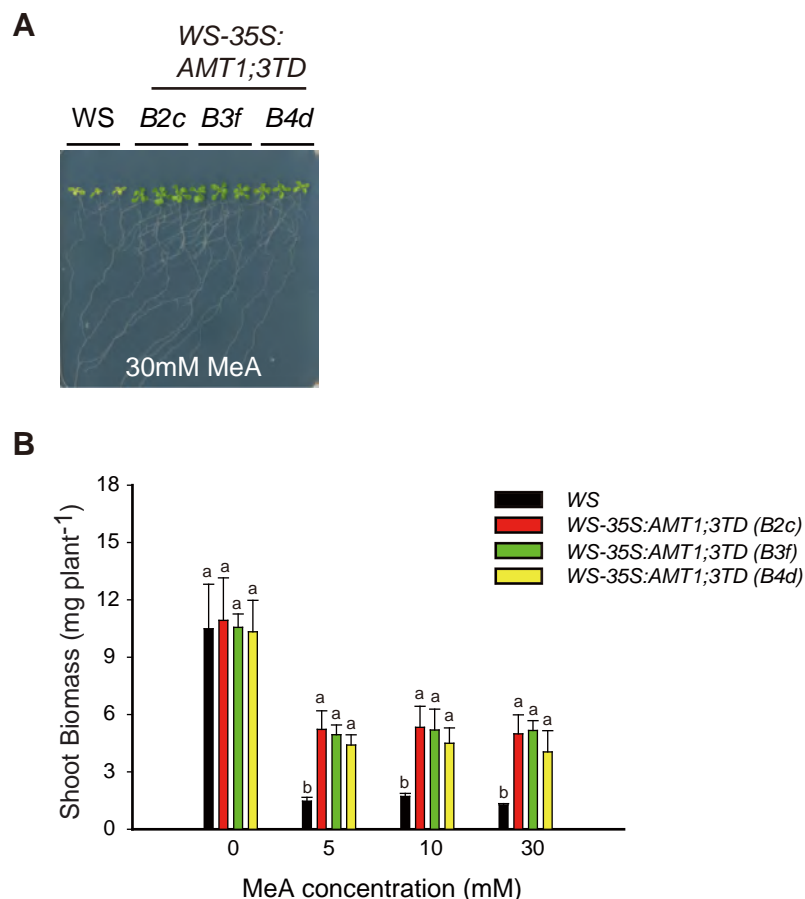 A
WS-35S:
AMT1;3TD
WS B2c B3f B4d
30mM MeA
B
18
15
12
9
6
3
0
Shoot Biomass (mg plant-1)
WS
WS-35S:AMT1;3TD (B2c)
WS-35S:AMT1;3TD (B3f)
WS-35S:AMT1;3TD (B4d)
a a a a
b a a a
b a a a
b a a a
0 5 10 30
MeA concentration (mM)